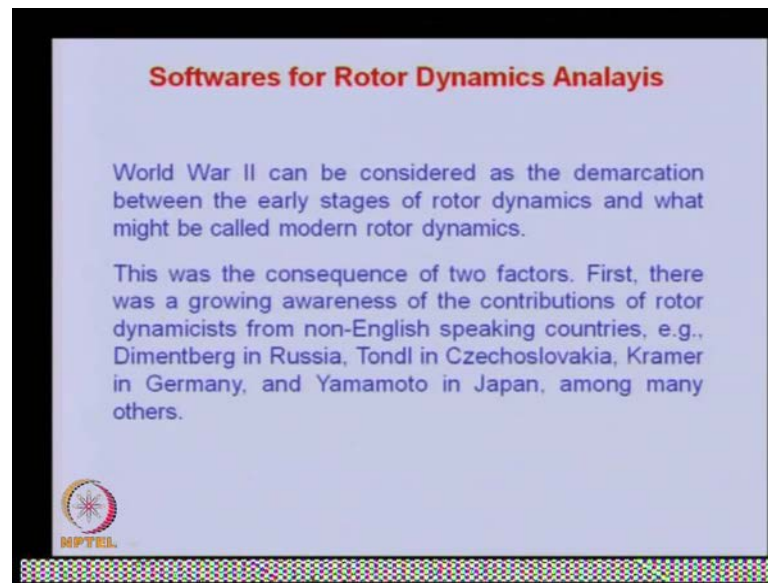 Softwares for Rotor Dynamics Analayis
World War II can be considered as the demarcation
between the early stages of rotor dynamics and what
might be called modern rotor dynamics.
This was the consequence of two factors. First, there
was a growing awareness of the contributions of rotor
dynamicists from non-English speaking countries, e.g.,
Dimentberg in Russia, Tondl in Czechoslovakia, Kramer
in Germany, and Yamamoto in Japan, among many
others.
NPTEL